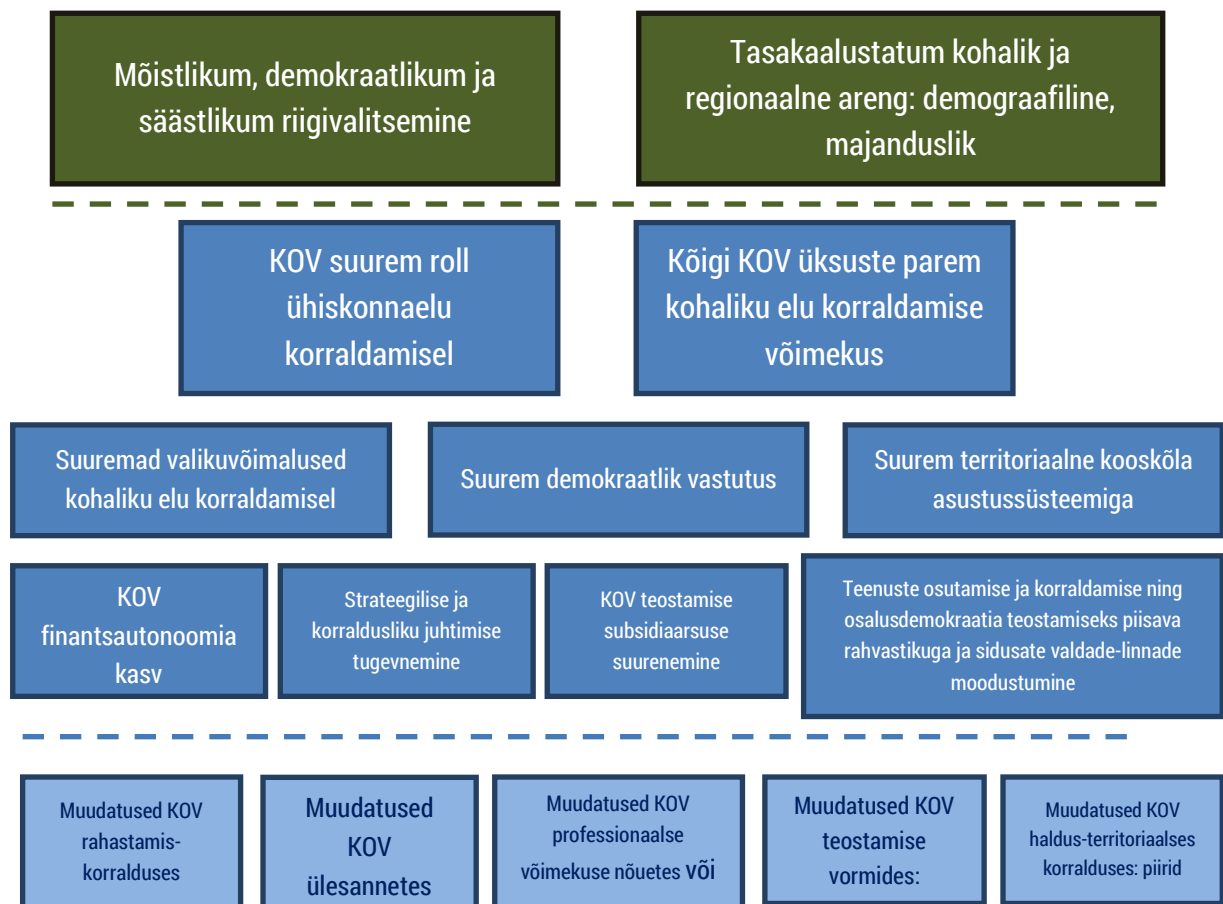 Mõistlikum, demokraatlikum ja
säästlikum riigivalitsemine
Tasakaalustatum kohalik ja
regionaalne areng: demograafiline,
majanduslik
KOV suurem roll
ühiskonnaelu
korraldamisel
Kõigi KOV üksuste parem
kohaliku elu korraldamise
võimekus
Suuremad valikuvõimalused
kohaliku elu korraldamisel
Suurem demokraatlik vastutus
Suurem territoriaalne kooskõla
asustussüsteemiga
KOV
finantsautonoomia
kasv
Strateegilise ja
korraldusliku juhtimise
tugevnemine
KOV teostamise
subsidiaarsuse
suurenemine
Teenuste osutamise ja korraldamise ning
osalusdemokraatia teostamiseks piisava
rahvastikuga ja sidusate valdade-linnade
moodustumine
Muudatused KOV
rahastamis-
korralduses
Muudatused
KOV
ülesannetes
Muudatused KOV
professionaalse
võimekuse nõuetes või
Muudatused KOV
teostamise
vormides:
Muudatused KOV
haldus-territoriaalses
korralduses: piirid